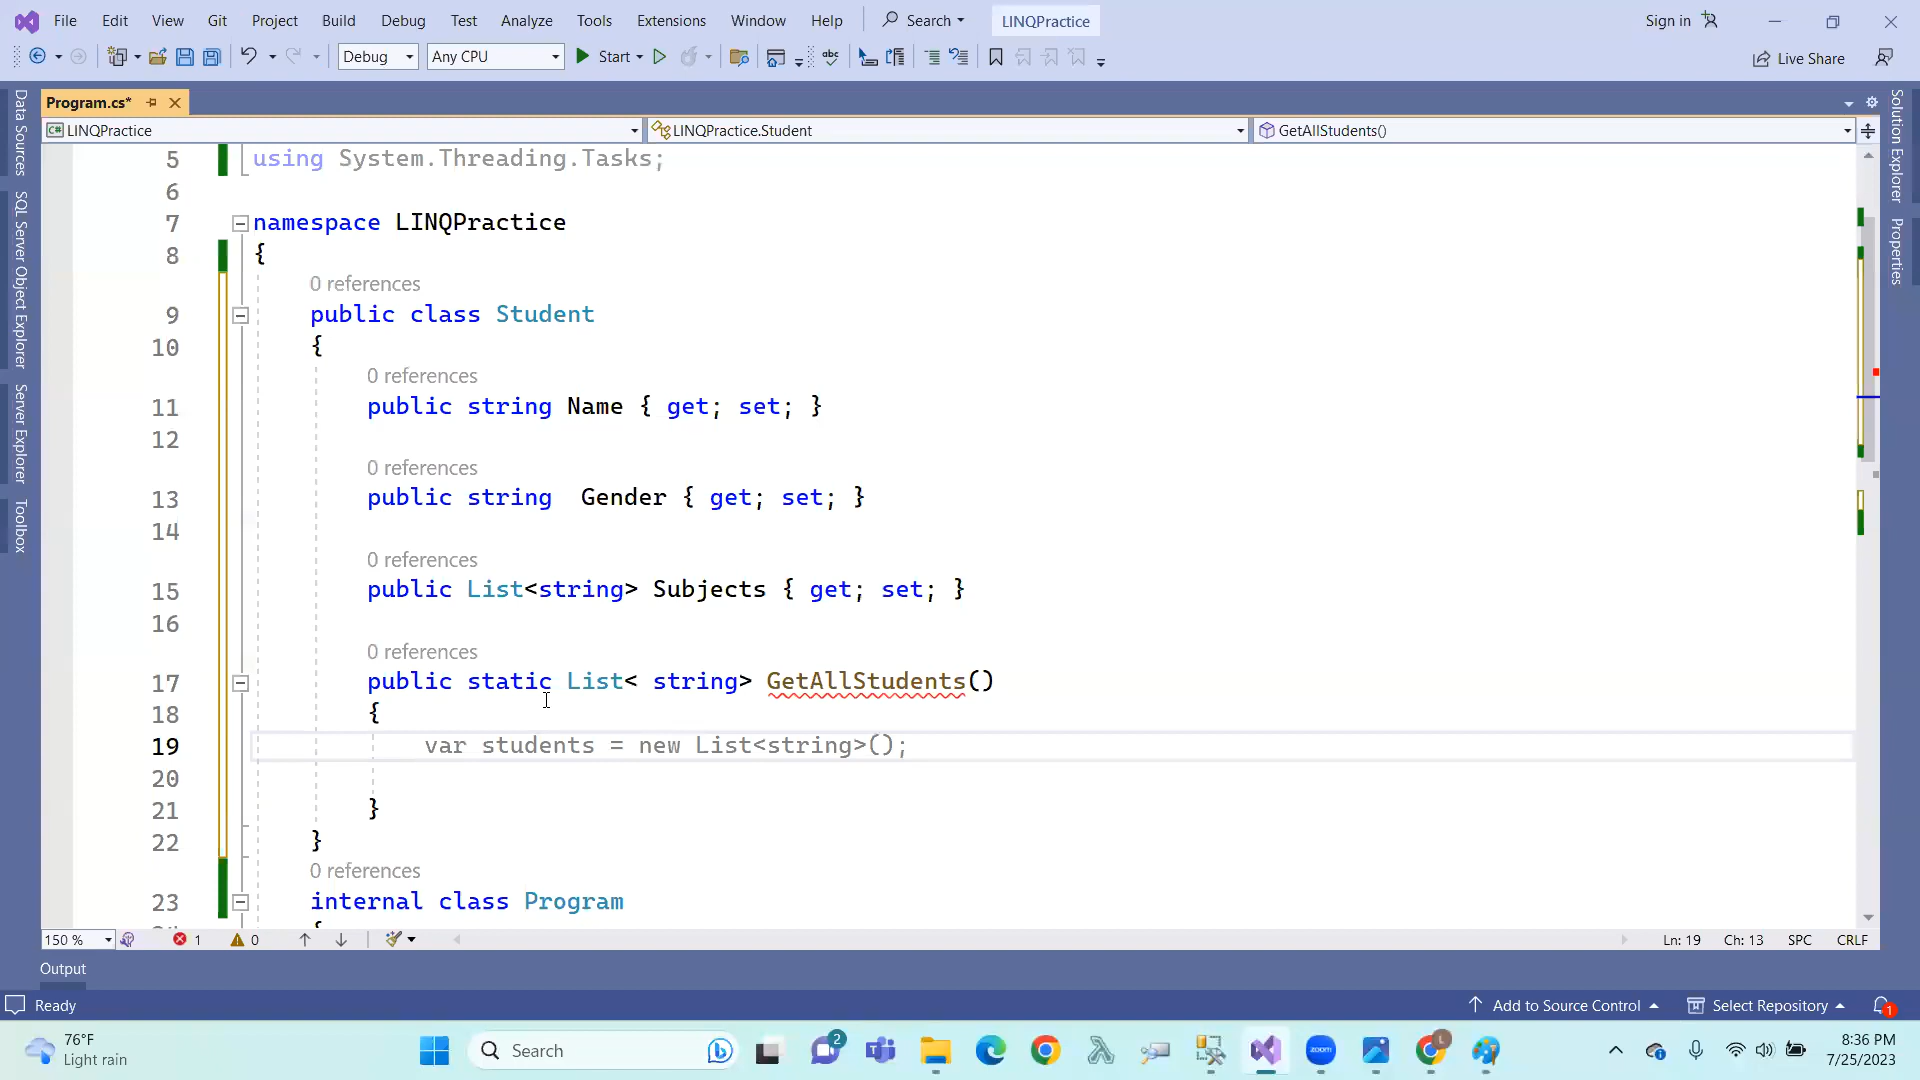 File Edit View Git Project Build Debug Test Analyze Tools Extensions Window Help Search LINQPractice Sign in
Debug Any CPU Start abc Live Share
Program.cs*
LINQPractice LINQPractice.Student GetAllStudents()
Data Sources
SQL Server Object Explorer
Server Explorer
Toolbox
Solution Explorer
Properties
5 using System.Threading.Tasks;
6
7 namespace LINQPractice
8 {
0 references
9 public class Student
10 {
0 references
11 public string Name { get; set; }
12
0 references
13 public string  Gender { get; set; }
14
0 references
15 public List<string> Subjects { get; set; }
16
0 references
17 public static List< string> GetAllStudents()
18 {
19 var students = new List<string>();
20
21 }
22 }
0 references
23 internal class Program
150 % 1 0 Ln: 19 Ch: 13 SPC CRLF
Output
Ready Add to Source Control Select Repository 1
76°F
Light rain
Search
2
zoom
L
8:36 PM
7/25/2023